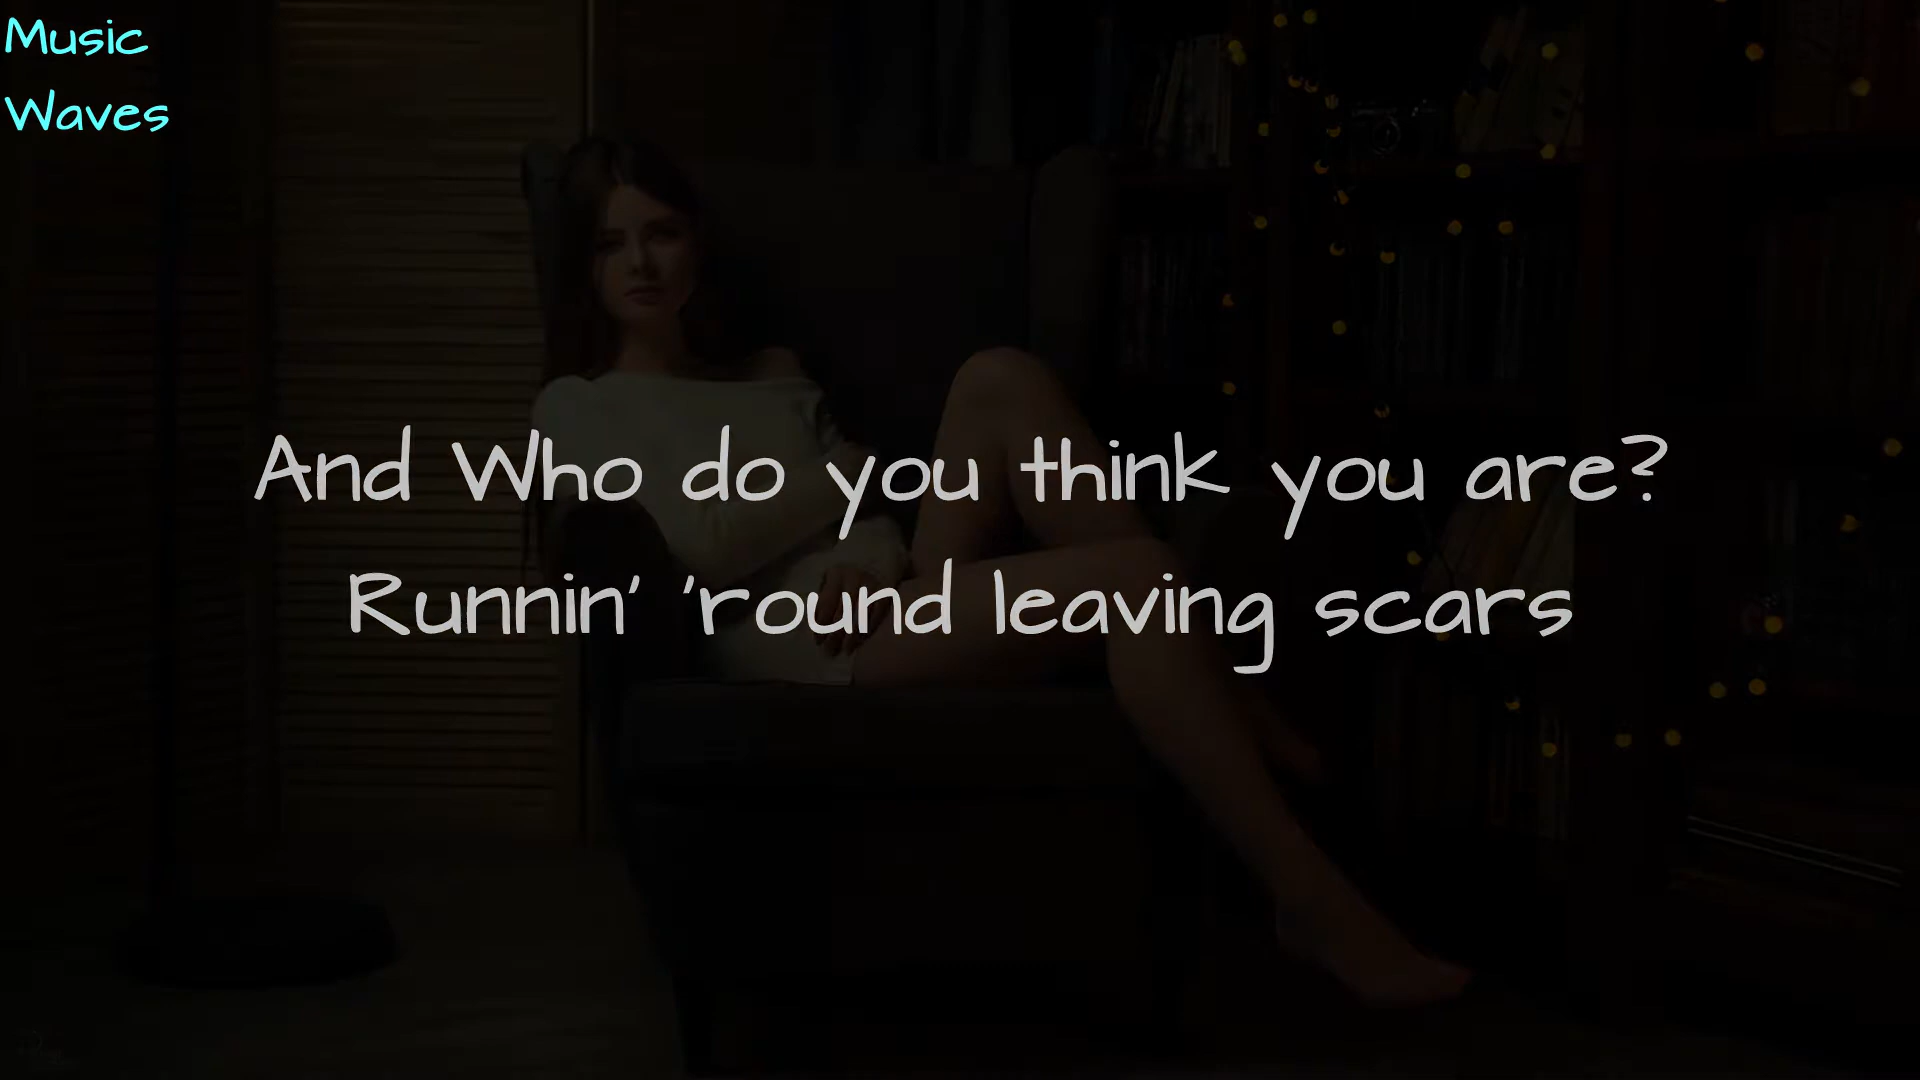 Music
Waves
And Who do you think you are?
Runnin' 'round leaving scars